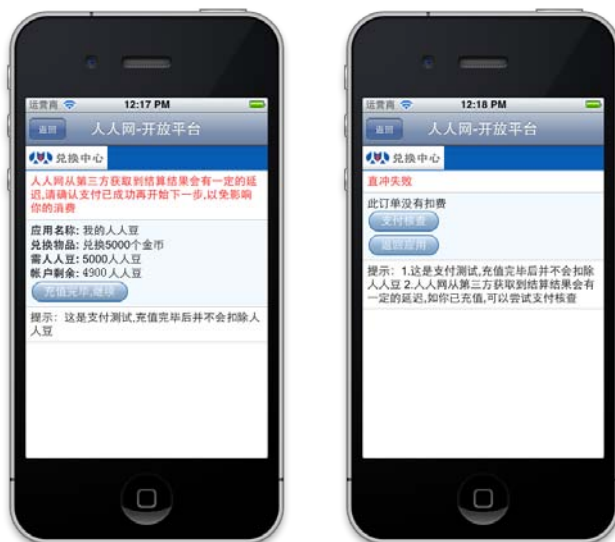 运营商 12:17 PM
返回 人人网-开放平台
兑换中心
人人网从第三方获取到结算结果会有一定的延
迟,请确认支付已成功再开始下一步,以免影响
你的消费
应用名称: 我的人人豆
兑换物品: 兑换5000个金币
需人人豆: 5000人人豆
帐户剩余: 4900人人豆
充值完毕,继续
提示: 这是支付测试,充值完毕后并不会扣除人
人豆
运营商 12:18 PM
返回 人人网-开放平台
兑换中心
直冲失败
此订单没有扣费
支付核查
返回应用
提示: 1.这是支付测试,充值完毕后并不会扣除
人人豆 2.人人网从第三方获取到结算结果会有
一定的延迟,如你已充值,可以尝试支付核查